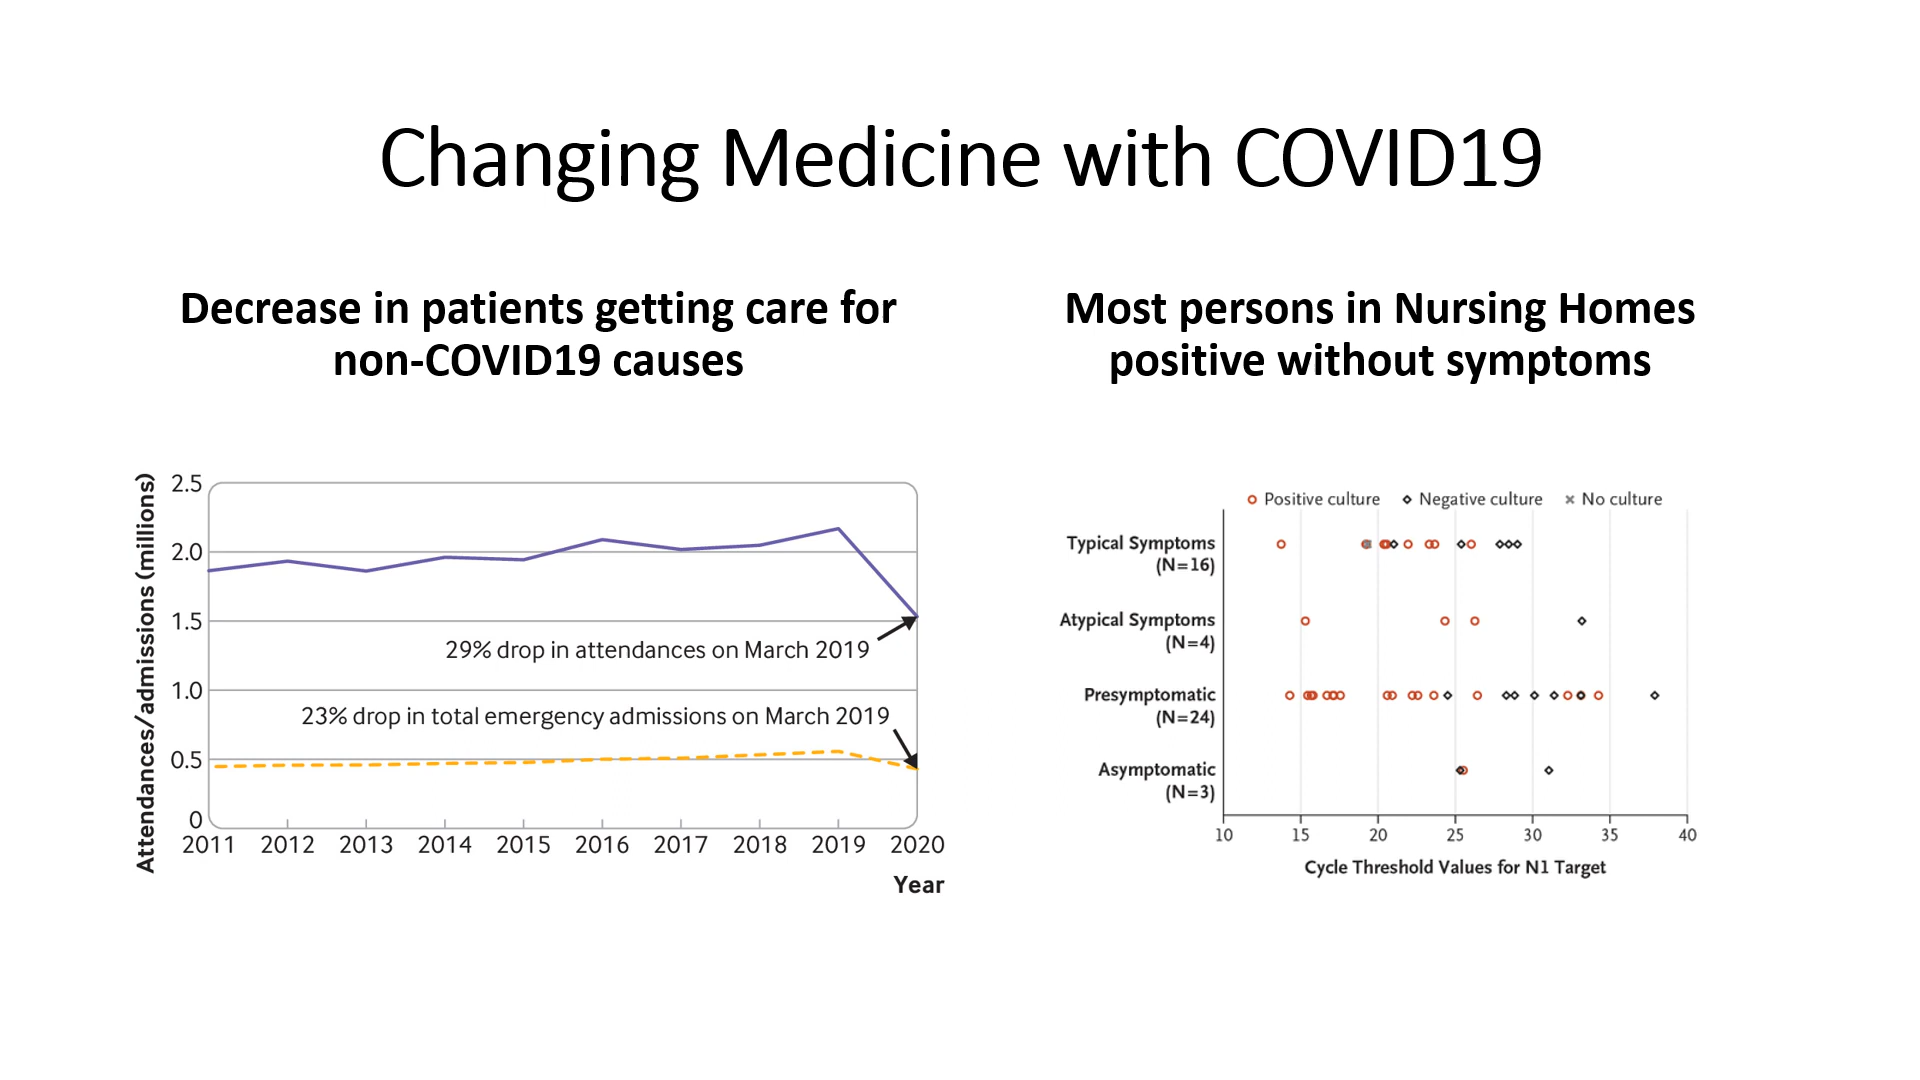 Changing Medicine with COVID19
Decrease in patients getting care for
non-COVID19 causes
Attendances/admissions (millions)
2.5
2.0
1.5
1.0
0.5
0
29% drop in attendances on March 2019
23% drop in total emergency admissions on March 2019
2011 2012 2013 2014 2015 2016 2017 2018 2019 2020
Year
Most persons in Nursing Homes
positive without symptoms
Positive culture Negative culture No culture
Typical Symptoms
(N=16)
Atypical Symptoms
(N=4)
Presymptomatic
(N=24)
Asymptomatic
(N=3)
10 15 20 25 30 35 40
Cycle Threshold Values for N1 Target